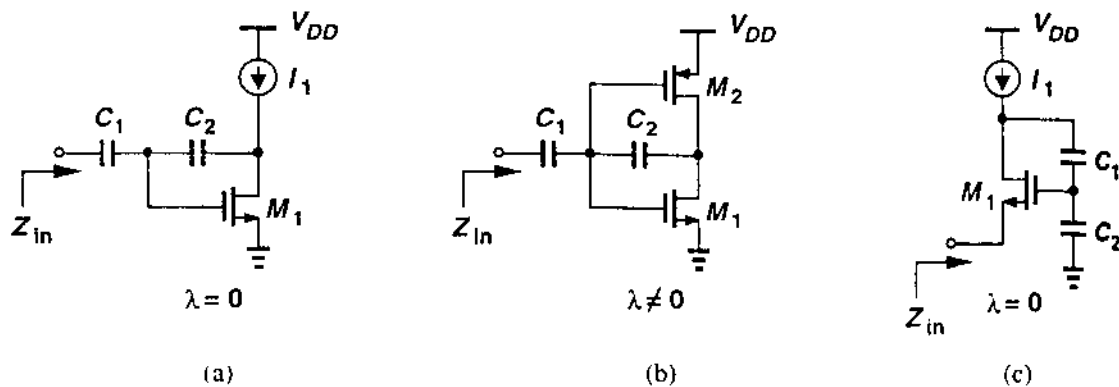 V_DD
I_1
C_1
C_2
M_1
Z_in
λ = 0
(a)
V_DD
M_2
C_1
C_2
M_1
Z_in
λ ≠ 0
(b)
V_DD
I_1
C_1
M_1
C_2
Z_in
λ = 0
(c)